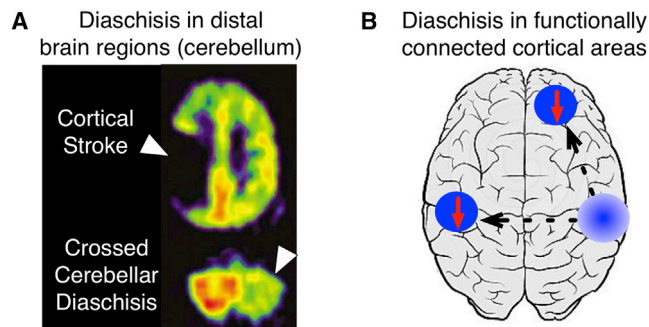 A
Diaschisis in distal
brain regions (cerebellum)
Cortical
Stroke
Crossed
Cerebellar
Diaschisis
B
Diaschisis in functionally
connected cortical areas